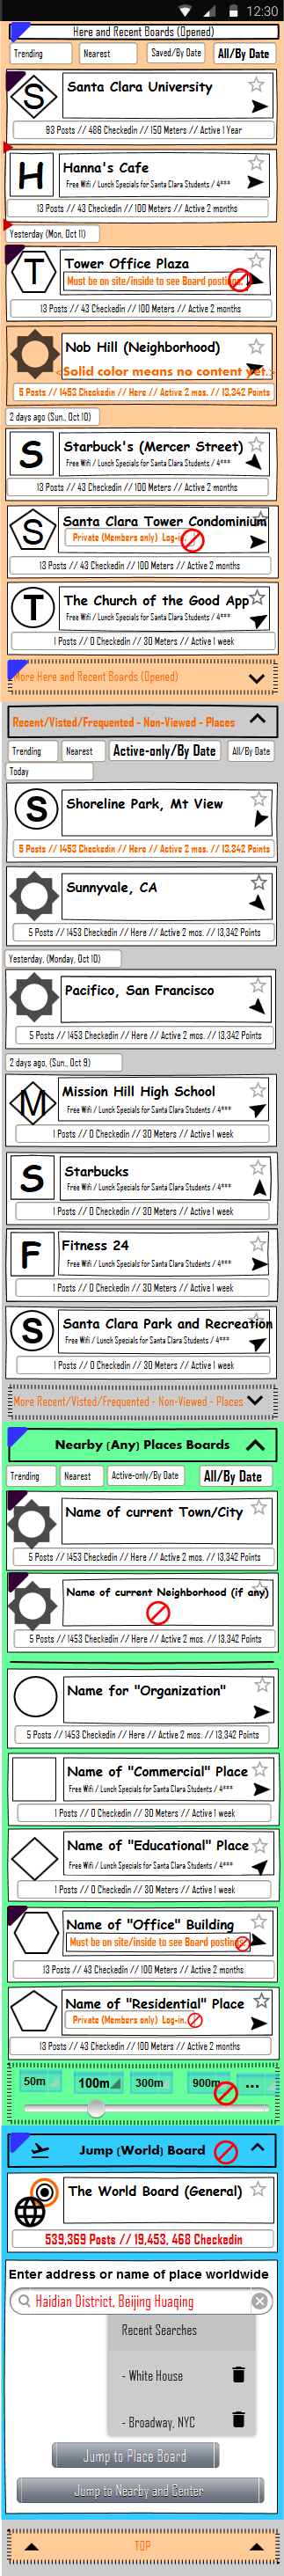 12:30
Here and Recent Boards (Opened)
Trending Nearest Saved/By Date All/By Date
S Santa Clara University
93 Posts // 486 Checkedin // 150 Meters // Active 1 Year
H Hanna's Cafe
Free Wifi / Lunch Specials for Santa Clara Students / 4***
13 Posts // 43 Checkedin // 100 Meters // Active 2 months
Yesterday (Mon, Oct 11)
T Tower Office Plaza
Must be on site/inside to see Board postings.
13 Posts // 43 Checkedin // 100 Meters // Active 2 months
Nob Hill (Neighborhood)
<Solid color means no content yet.>
5 Posts // 1453 Checkedin // Here // Active 2 mos. // 13,342 Points
2 days ago (Sun., Oct 10)
S Starbuck's (Mercer Street)
Free Wifi / Lunch Specials for Santa Clara Students / 4***
13 Posts // 43 Checkedin // 100 Meters // Active 2 months
S Santa Clara Tower Condominium
Private (Members only) Log-in.
13 Posts // 43 Checkedin // 100 Meters // Active 2 months
T The Church of the Good App
Free Wifi / Lunch Specials for Santa Clara Students / 4***
1 Posts // 0 Checkedin // 30 Meters // Active 1 week
More Here and Recent Boards (Opened)
Recent/Visted/Frequented - Non-Viewed - Places
Trending Nearest Active-only/By Date All/By Date
Today
S Shoreline Park, Mt View
5 Posts // 1453 Checkedin // Here // Active 2 mos. // 13,342 Points
Sunnyvale, CA
5 Posts // 1453 Checkedin // Here // Active 2 mos. // 13,342 Points
Yesterday, (Monday, Oct 10)
Pacifico, San Francisco
5 Posts // 1453 Checkedin // Here // Active 2 mos. // 13,342 Points
2 days ago, (Sun., Oct 9)
M Mission Hill High School
Free Wifi / Lunch Specials for Santa Clara Students / 4***
1 Posts // 0 Checkedin // 30 Meters // Active 1 week
S Starbucks
Free Wifi / Lunch Specials for Santa Clara Students / 4***
1 Posts // 0 Checkedin // 30 Meters // Active 1 week
F Fitness 24
Free Wifi / Lunch Specials for Santa Clara Students / 4***
1 Posts // 0 Checkedin // 30 Meters // Active 1 week
S Santa Clara Park and Recreation
Free Wifi / Lunch Specials for Santa Clara Students / 4***
1 Posts // 0 Checkedin // 30 Meters // Active 1 week
More Recent/Visted/Frequented - Non-Viewed - Places
Nearby (Any) Places Boards
Trending Nearest Active-only/By Date All/By Date
Name of current Town/City
5 Posts // 1453 Checkedin // Here // Active 2 mos. // 13,342 Points
Name of current Neighborhood (if any)
5 Posts // 1453 Checkedin // Here // Active 2 mos. // 13,342 Points
Name for "Organization"
5 Posts // 1453 Checkedin // Here // Active 2 mos. // 13,342 Points
Name of "Commercial" Place
Free Wifi / Lunch Specials for Santa Clara Students / 4***
1 Posts // 0 Checkedin // 30 Meters // Active 1 week
Name of "Educational" Place
Free Wifi / Lunch Specials for Santa Clara Students / 4***
1 Posts // 0 Checkedin // 30 Meters // Active 1 week
Name of "Office" Building
Must be on site/inside to see Board postings.
13 Posts // 43 Checkedin // 100 Meters // Active 2 months
Name of "Residential" Place
Private (Members only) Log-in.
13 Posts // 43 Checkedin // 100 Meters // Active 2 months
50m 100m 300m 900m ...
Jump (World) Board
The World Board (General)
539,369 Posts // 19,453, 468 Checkedin
Enter address or name of place worldwide
Haidian District, Beijing Huaqing
Recent Searches
- White House
- Broadway, NYC
Jump to Place Board
Jump to Nearby and Center
TOP